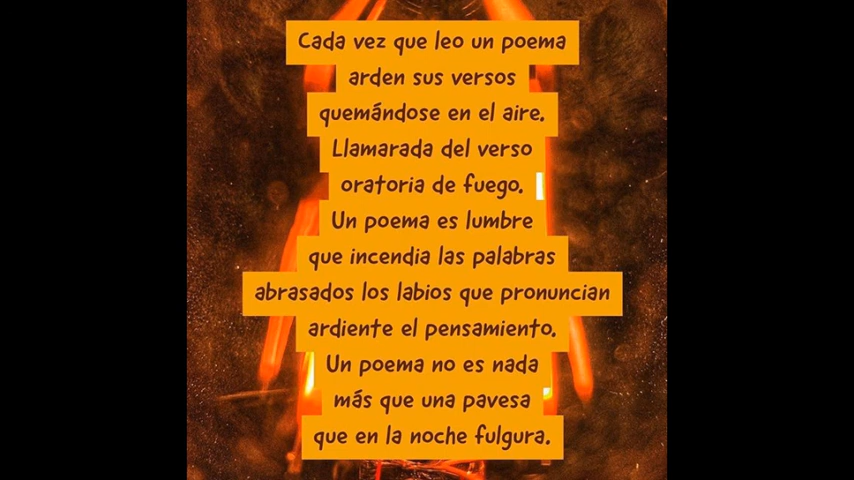 Cada vez que leo un poema
arden sus versos
quemándose en el aire.
Llamarada del verso
oratoria de fuego.
Un poema es lumbre
que incendia las palabras
abrasados los labios que pronuncian
ardiente el pensamiento.
Un poema no es nada
más que una pavesa
que en la noche fulgura.